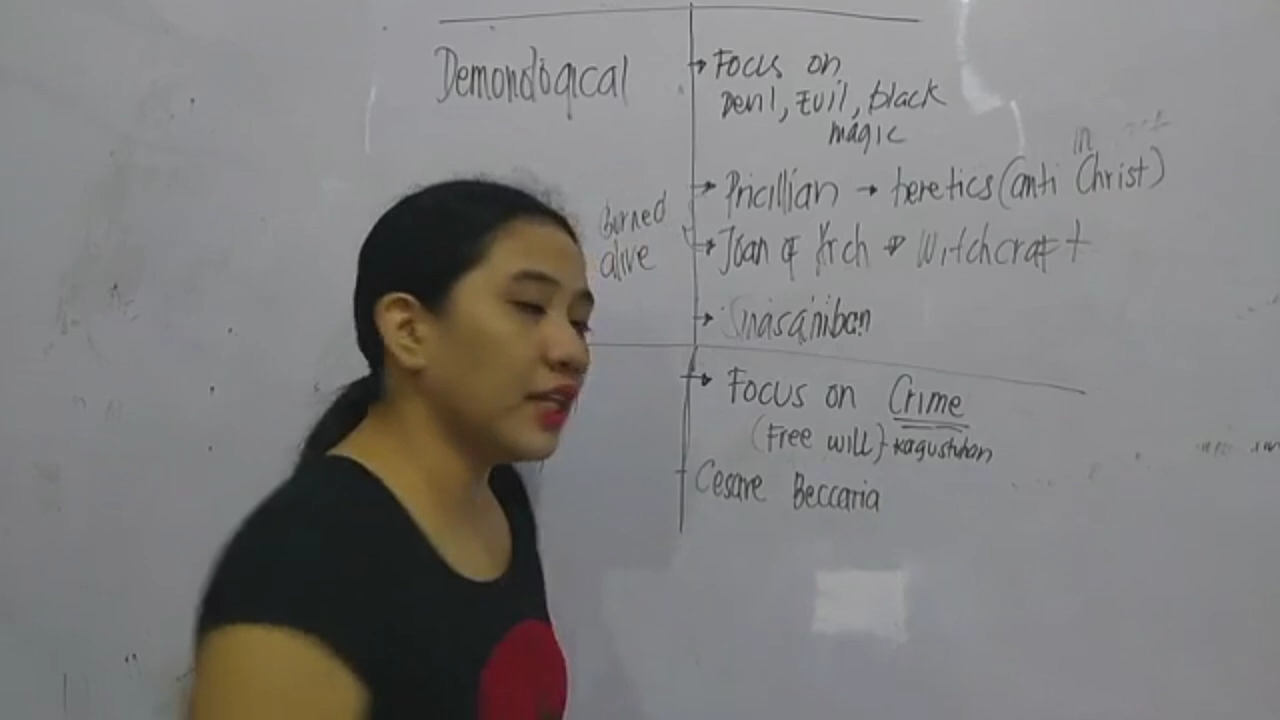 Demonological
Focus on
Devil, Evil, black
magic
in
Pricillian → heretics (anti Christ)
Burned
alive
Joan of Arch → Witchcraft
Sinasaniban
Focus on Crime
(Free will) kagustuhan
Cesare Beccaria